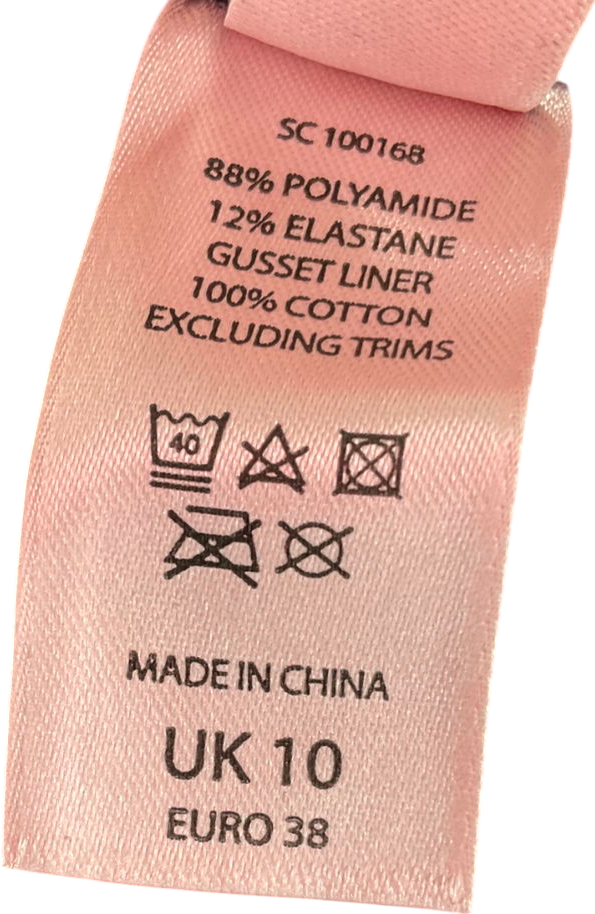 SC 100168
88% POLYAMIDE
12% ELASTANE
GUSSET LINER
100% COTTON
EXCLUDING TRIMS
40
MADE IN CHINA
UK 10
EURO 38